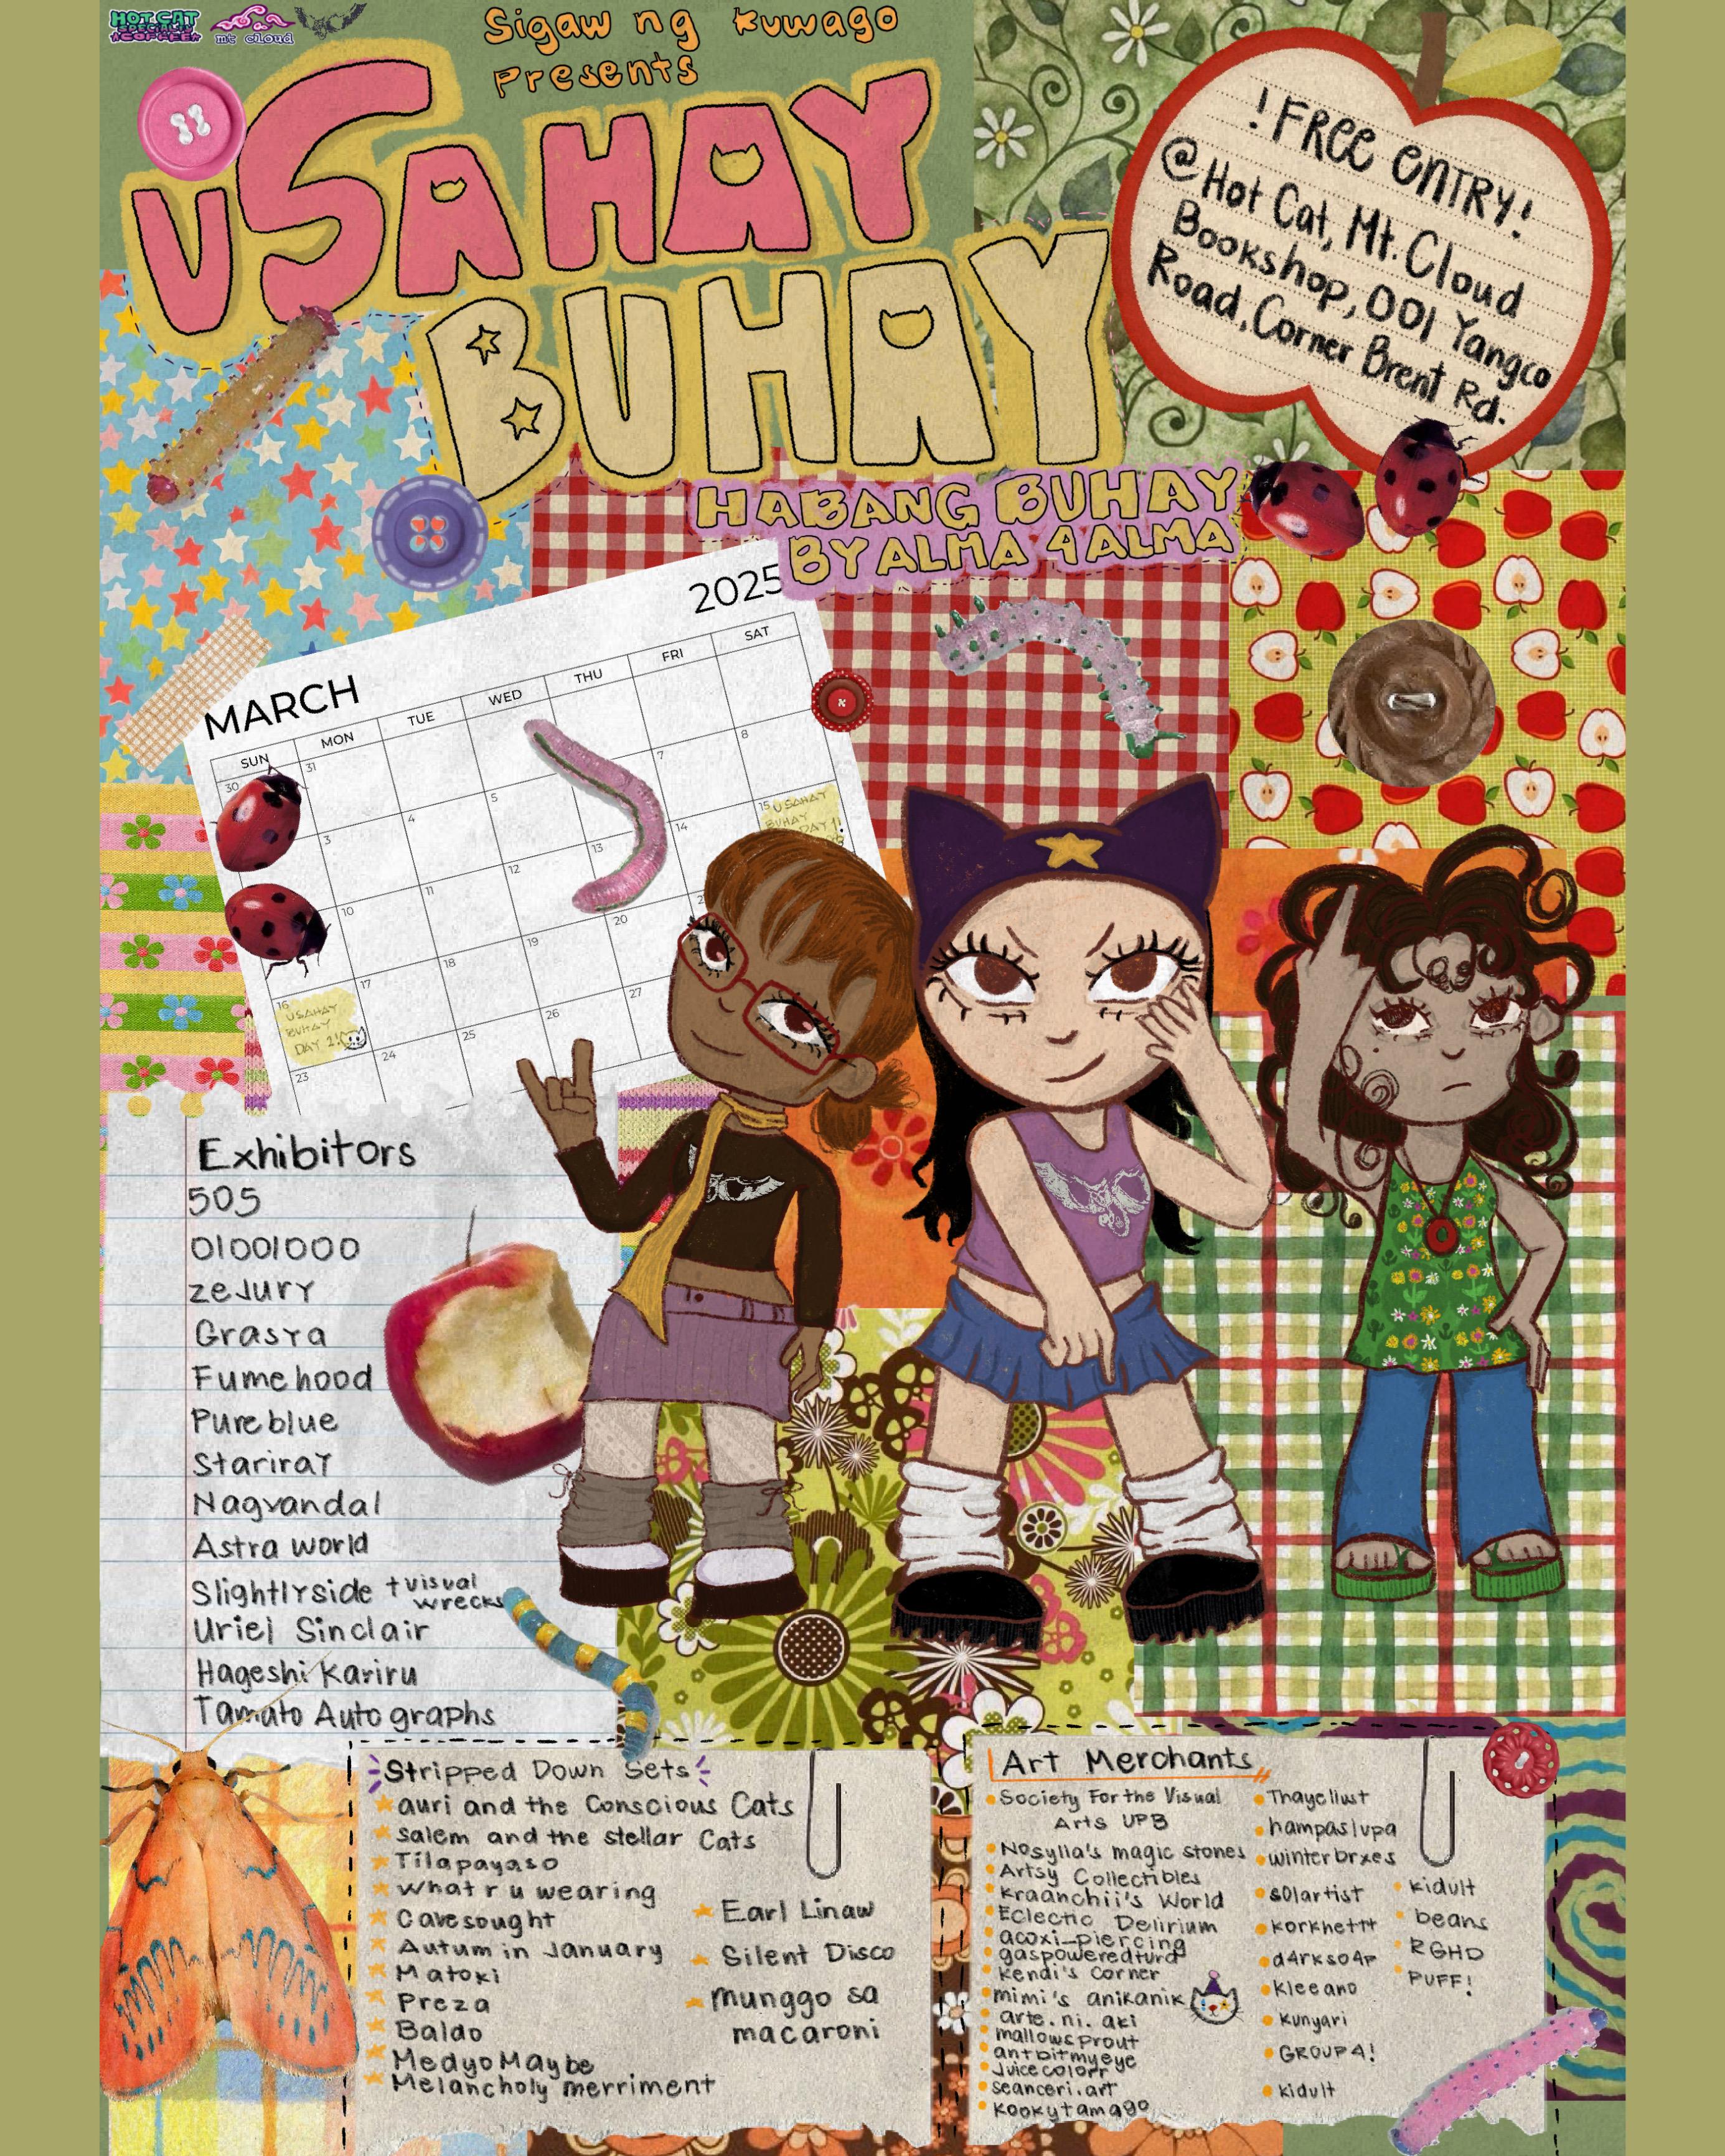 HOT CAT
SPECIALTY
COFFEE
mt cloud
Sigaw ng kuwago
Presents
USAHAY
BUHAY
HABANG BUHAY
BY ALMA 4 ALMA
! FREE ENTRY!
@Hot Cat, Mt. Cloud
Bookshop, 001 Yangco
Road, Corner Brent Rd.
2025
MARCH
SUN MON TUE WED THU FRI SAT
30 31
3 4 5 7 8
10 11 12 13 14 15
USAHAY
BUHAY
DAY 1!
16 17 18 19 20
USAHAY
BUHAY
DAY 2!
23 24 25 26 27
Exhibitors
505
01001000
zeJury
Grasya
Fumehood
Pureblue
Stariray
Nagvandal
Astra world
Slightlyside + visual
wrecks
Uriel Sinclair
Hageshi Kariru
Tamato Autographs
Stripped Down Sets
auri and the Conscious Cats
Salem and the stellar Cats
Tilapayaso
what r u wearing
Cavesought
Autum in January
Matoki
Preza
Baldo
MedyoMaybe
Melancholy merriment
Earl Linaw
Silent Disco
munggo sa
macaroni
Art Merchants
Society For the Visual
Arts UPB
Nosylla's magic stones
Artsy Collectibles
kraanchii's World
Eclectic Delirium
acoxi_piercing
gaspoweredturd
kendi's corner
mimi's anikanik
arte.ni.aki
mallowsprout
antbitmyeye
Juicecolorr
seanceri.art
kookytamago
Thayellust
hampaslupa
winterbrxes
s0lartist
korkhettt
d4rkso4p
kleeano
kunyari
GROUP4!
kidult
kidult
beans
RGHD
PUFF!